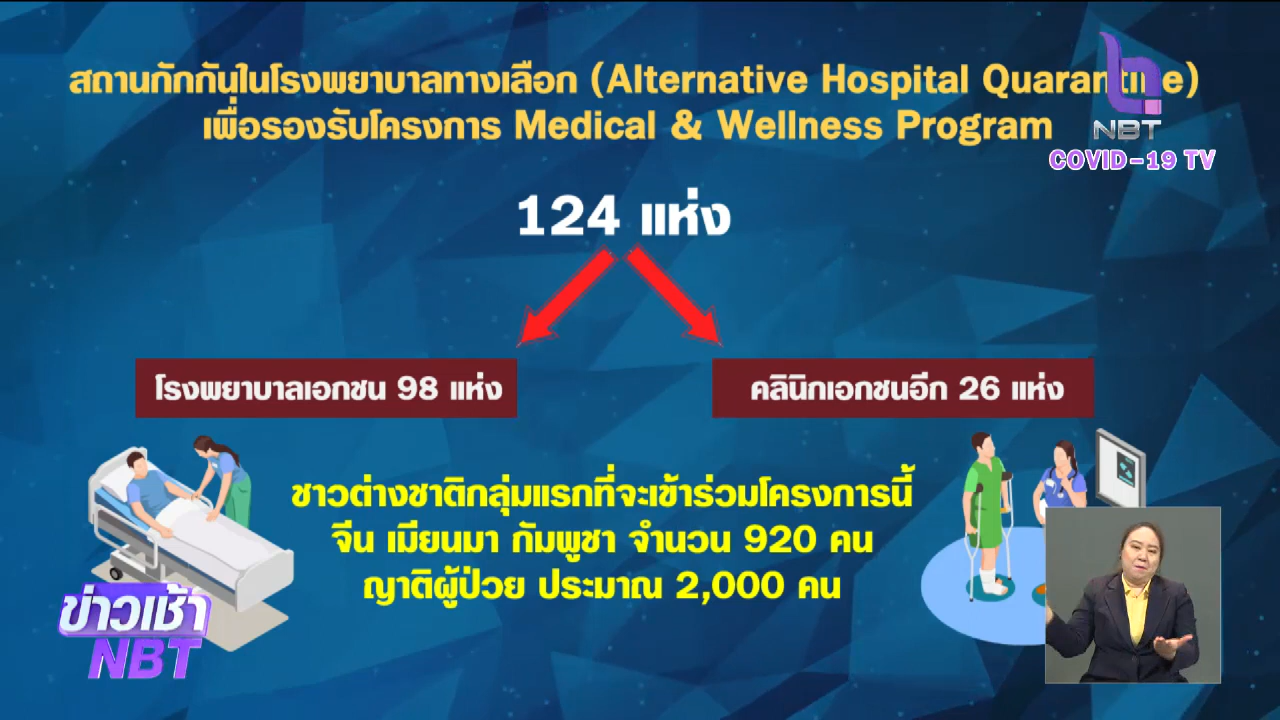 สถานกักกันในโรงพยาบาลทางเลือก (Alternative Hospital Quarantine)
เพื่อรองรับโครงการ Medical & Wellness Program
NBT
COVID-19 TV
124 แห่ง
โรงพยาบาลเอกชน 98 แห่ง
คลินิกเอกชนอีก 26 แห่ง
ชาวต่างชาติกลุ่มแรกที่จะเข้าร่วมโครงการนี้
จีน เมียนมา กัมพูชา จำนวน 920 คน
ญาติผู้ป่วย ประมาณ 2,000 คน
ข่าวเช้า
NBT